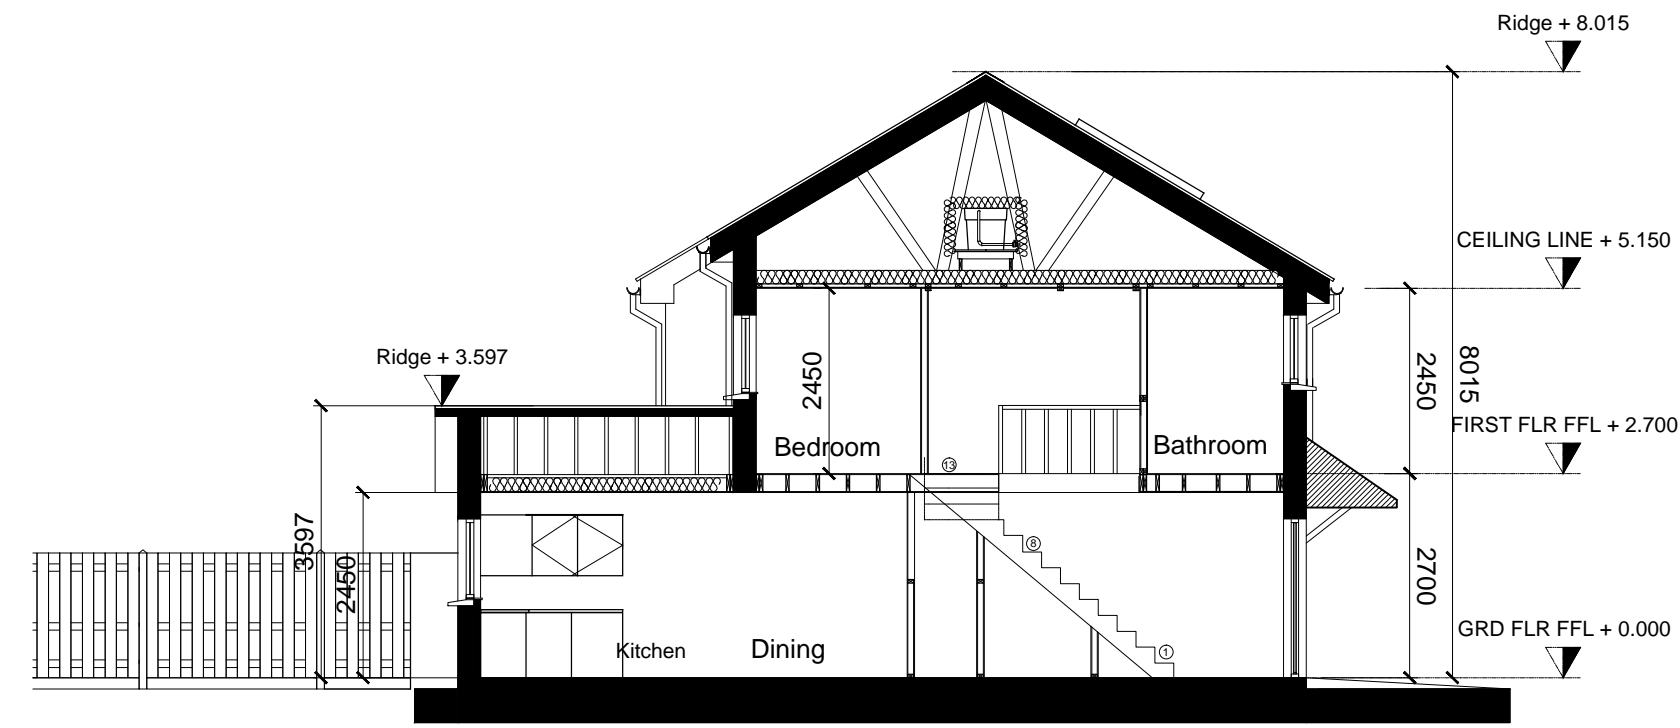 Ridge + 8.015
CEILING LINE + 5.150
Ridge + 3.597
8015
2450
2450
FIRST FLR FFL + 2.700
Bedroom
Bathroom
13
3597
2450
8
2700
GRD FLR FFL + 0.000
Kitchen
Dining
1